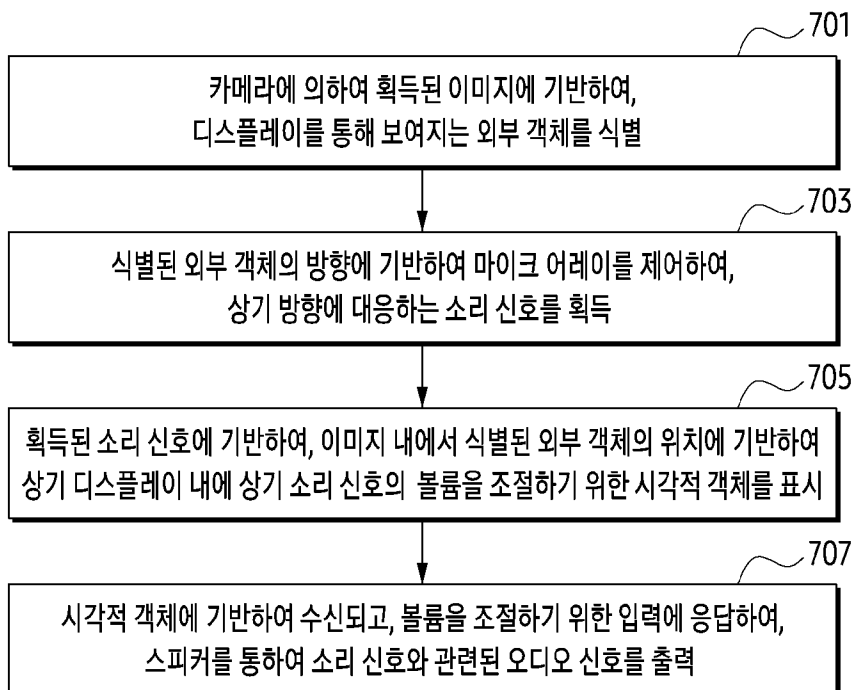 701
카메라에 의하여 획득된 이미지에 기반하여,
디스플레이를 통해 보여지는 외부 객체를 식별
703
식별된 외부 객체의 방향에 기반하여 마이크 어레이를 제어하여,
상기 방향에 대응하는 소리 신호를 획득
705
획득된 소리 신호에 기반하여, 이미지 내에서 식별된 외부 객체의 위치에 기반하여
상기 디스플레이 내에 상기 소리 신호의 볼륨을 조절하기 위한 시각적 객체를 표시
707
시각적 객체에 기반하여 수신되고, 볼륨을 조절하기 위한 입력에 응답하여,
스피커를 통하여 소리 신호와 관련된 오디오 신호를 출력